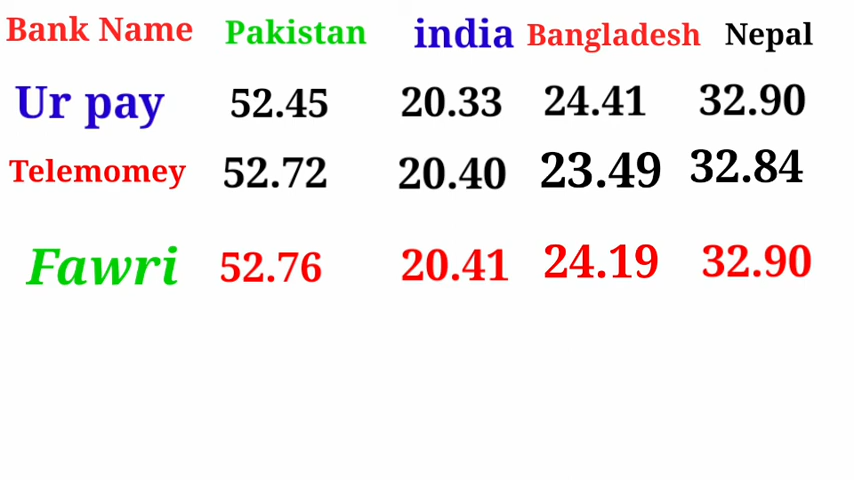 Bank Name Pakistan india Bangladesh Nepal
Ur pay 52.45 20.33 24.41 32.90
Telemomey 52.72 20.40 23.49 32.84
Fawri 52.76 20.41 24.19 32.90